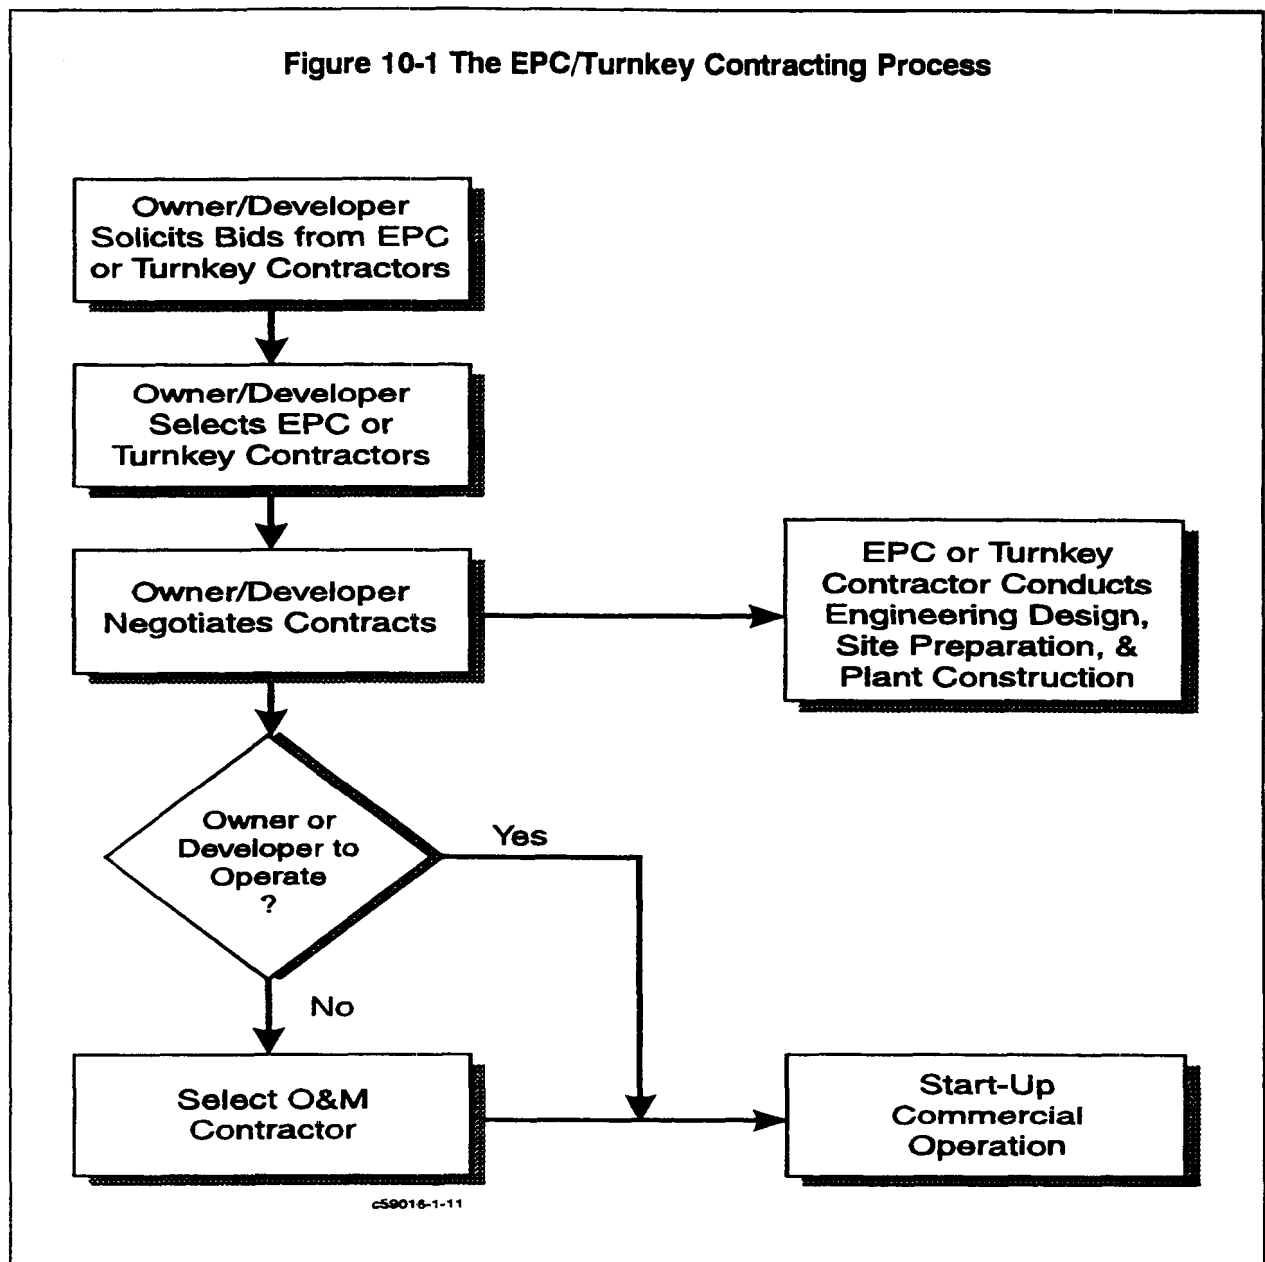 Figure 10-1 The EPC/Turnkey Contracting Process
Owner/Developer
Solicits Bids from EPC
or Turnkey Contractors
Owner/Developer
Selects EPC or
Turnkey Contractors
Owner/Developer
Negotiates Contracts
EPC or Turnkey
Contractor Conducts
Engineering Design,
Site Preparation, &
Plant Construction
Owner or
Developer to
Operate
?
Yes
No
Select O&M
Contractor
Start-Up
Commercial
Operation
c59016-1-11